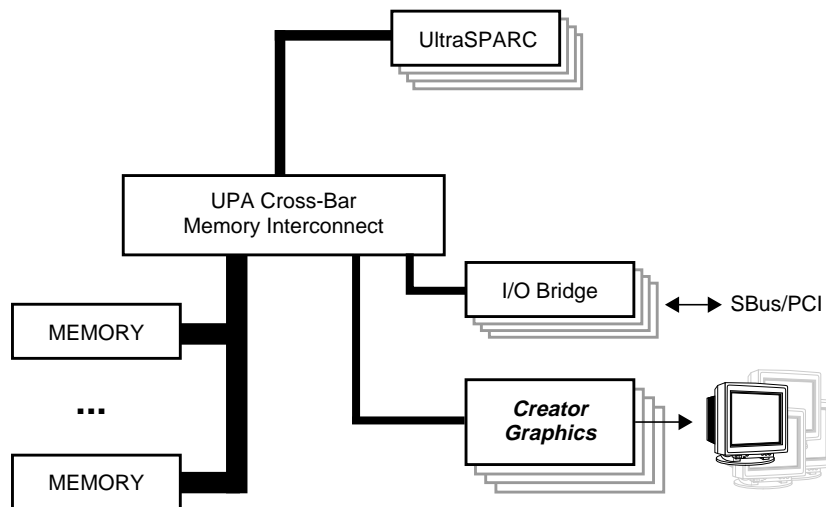 UltraSPARC
UPA Cross-Bar
Memory Interconnect
I/O Bridge
SBus/PCI
MEMORY
...
Creator
Graphics
MEMORY